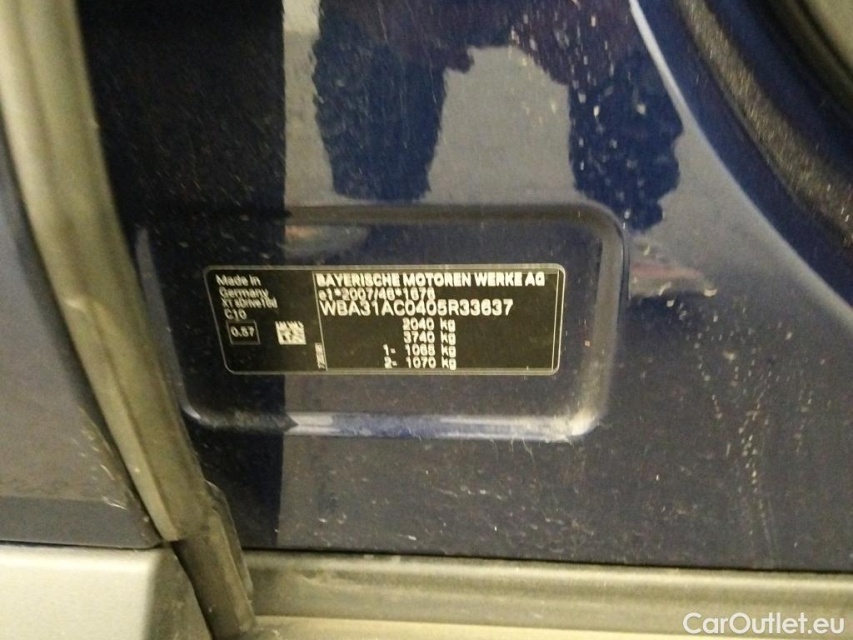 Made in
Germany
C10
0.57
BAYERISCHE MOTOREN WERKE AG
e1*2007/46*1676
WBA31AC0405R33637
2040 kg
3740 kg
1- 1065 kg
2- 1070 kg
CarOutlet.eu